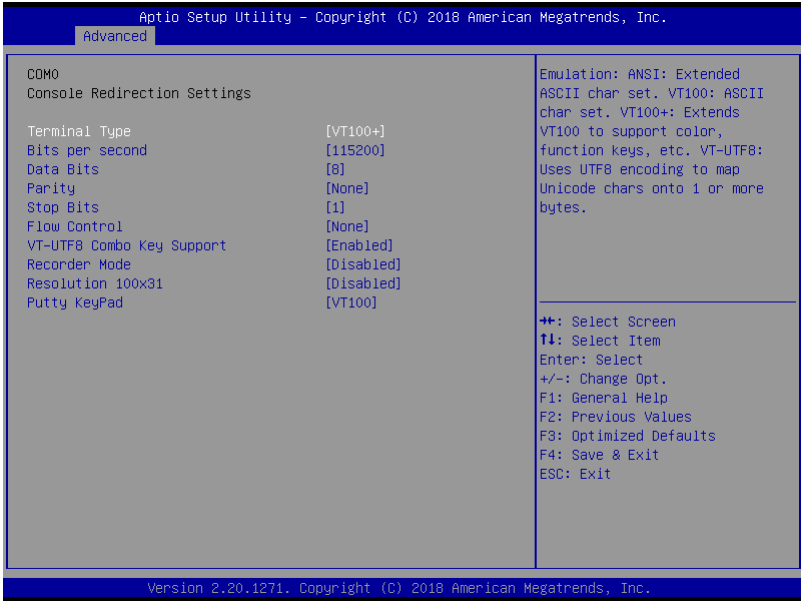 Aptio Setup Utility – Copyright (C) 2018 American Megatrends, Inc.
Advanced
COM0
Console Redirection Settings
Terminal Type [VT100+]
Bits per second [115200]
Data Bits [8]
Parity [None]
Stop Bits [1]
Flow Control [None]
VT-UTF8 Combo Key Support [Enabled]
Recorder Mode [Disabled]
Resolution 100x31 [Disabled]
Putty KeyPad [VT100]
Emulation: ANSI: Extended
ASCII char set. VT100: ASCII
char set. VT100+: Extends
VT100 to support color,
function keys, etc. VT-UTF8:
Uses UTF8 encoding to map
Unicode chars onto 1 or more
bytes.
→←: Select Screen
↑↓: Select Item
Enter: Select
+/-: Change Opt.
F1: General Help
F2: Previous Values
F3: Optimized Defaults
F4: Save & Exit
ESC: Exit
Version 2.20.1271. Copyright (C) 2018 American Megatrends, Inc.